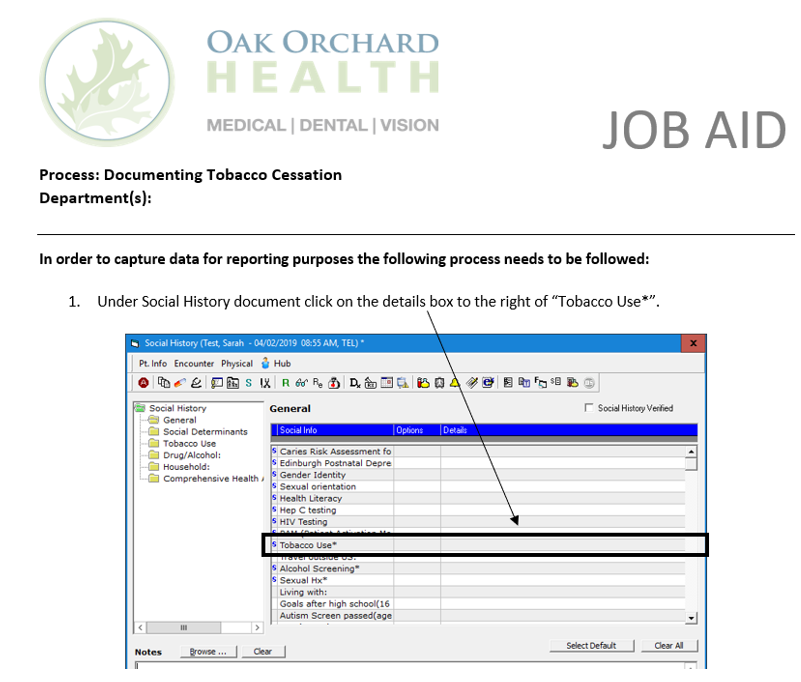 OAK ORCHARD
HEALTH
MEDICAL | DENTAL | VISION
JOB AID
Process: Documenting Tobacco Cessation
Department(s):
In order to capture data for reporting purposes the following process needs to be followed:
1. Under Social History document click on the details box to the right of “Tobacco Use*”.
Social History (Test, Sarah - 04/02/2019 08:55 AM, TEL) *
Pt. Info Encounter Physical Hub
S R Dx
Social History
General
Social Determinants
Tobacco Use
Drug/Alcohol:
Household:
Comprehensive Health
General
Social History Verified
Social Info Options Details
S Caries Risk Assessment fo
S Edinburgh Postnatal Depre
S Gender Identity
S Sexual orientation
S Health Literacy
S Hep C testing
S HIV Testing
S Tobacco Use*
Travel outside US:
S Alcohol Screening*
S Sexual Hx*
Living with:
Goals after high school(16
Autism Screen passed(age
Select Default Clear All
Notes Browse ... Clear